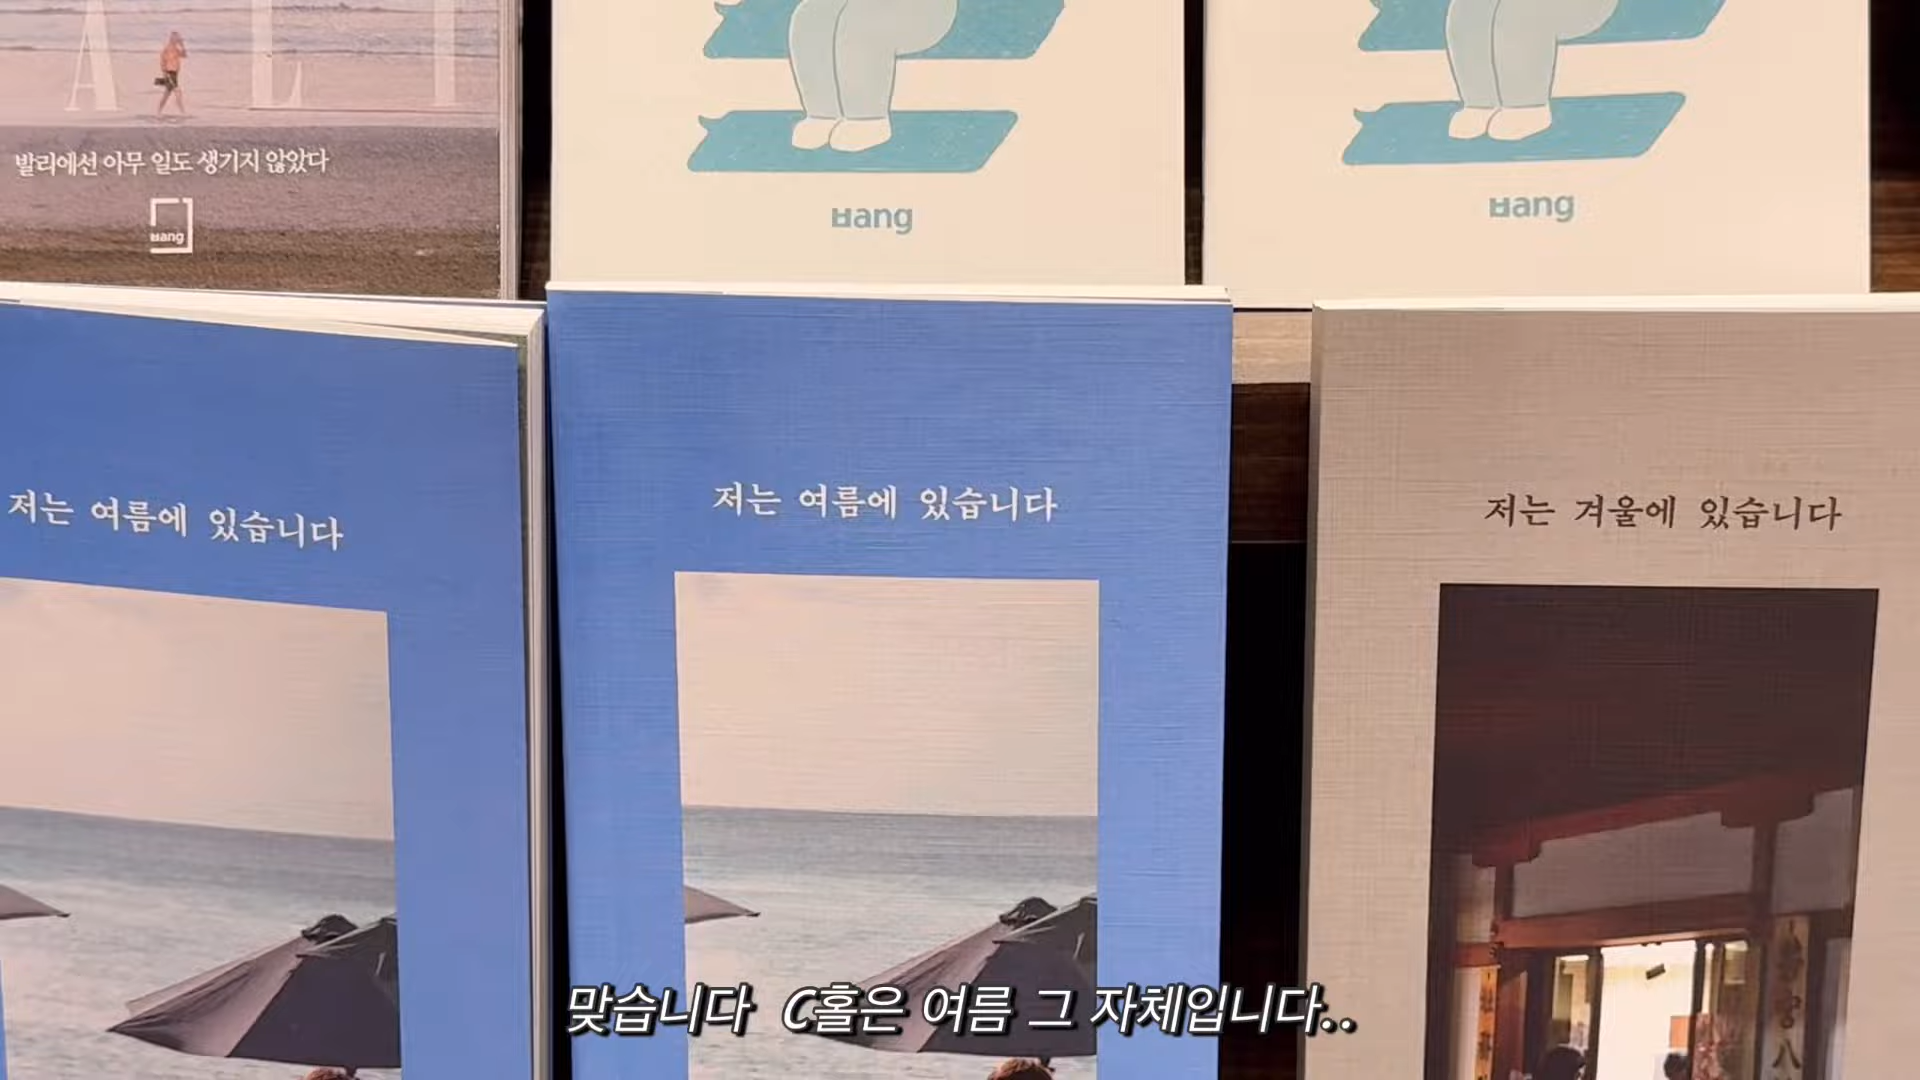 ALI
발리에선 아무 일도 생기지 않았다
ㅂang
ㅂang
ㅂang
저는 여름에 있습니다
저는 여름에 있습니다
저는 겨울에 있습니다
맞습니다 C홀은 여름 그 자체입니다..